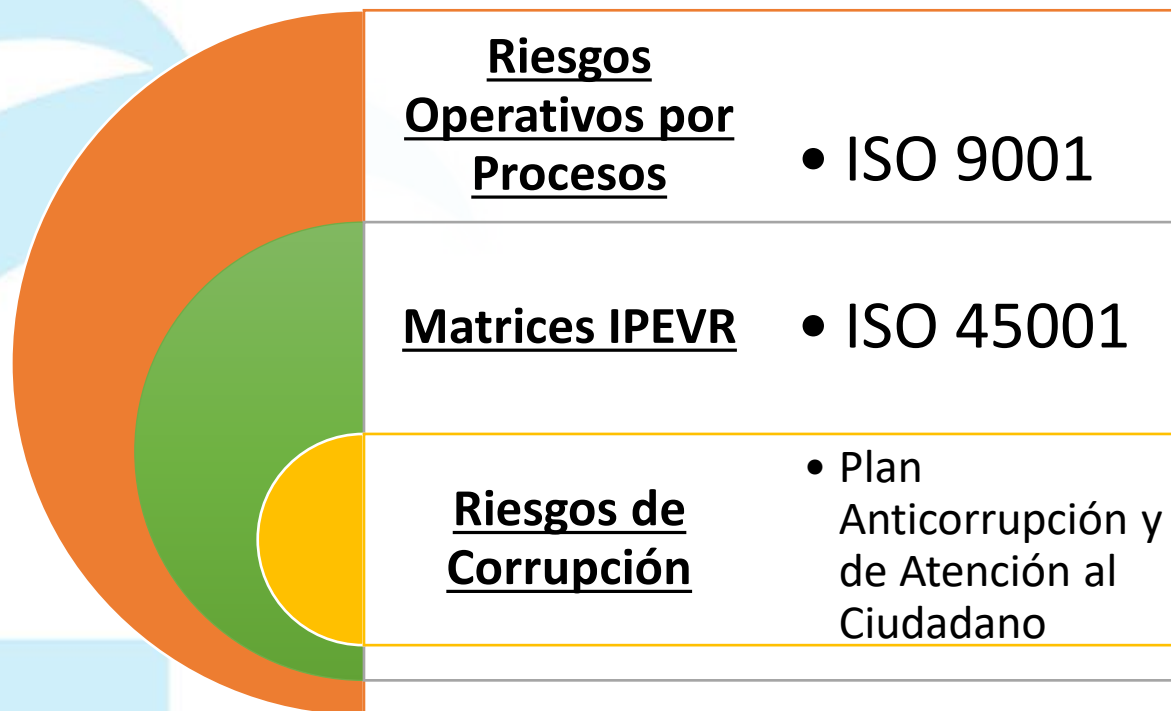 Riesgos
Operativos por
Procesos
• ISO 9001
Matrices IPEVR
• ISO 45001
Riesgos de
Corrupción
• Plan
Anticorrupción y
de Atención al
Ciudadano